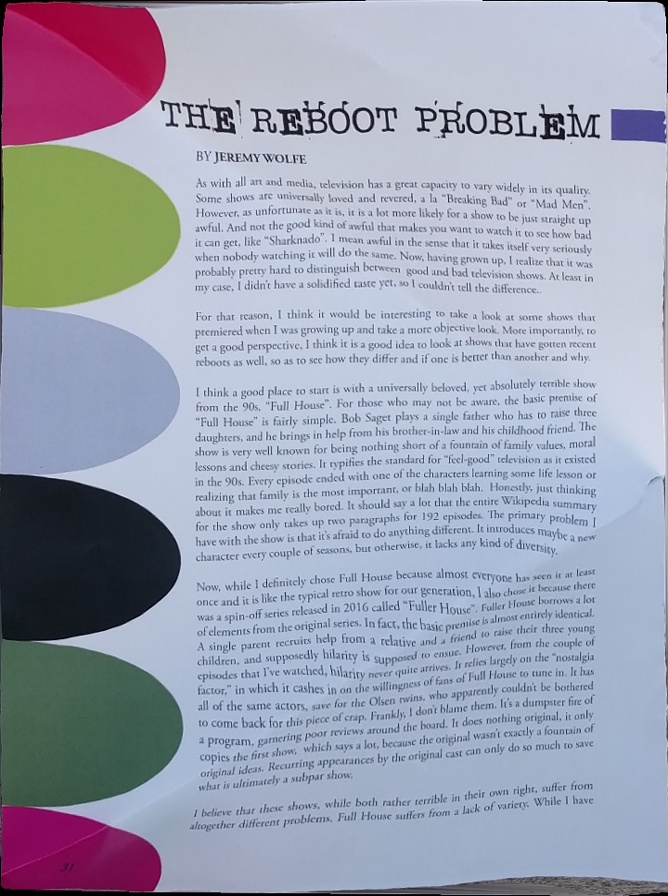 THE REBOOT PROBLEM
BY JEREMY WOLFE
As with all art and media, television has a great capacity to vary widely in its quality.
Some shows are universally loved and revered, a la “Breaking Bad” or “Mad Men”.
However, as unfortunate as it is, it is a lot more likely for a show to be just straight up
awful. And not the good kind of awful that makes you want to watch it to see how bad
it can get, like “Sharknado”. I mean awful in the sense that it takes itself very seriously
when nobody watching it will do the same. Now, having grown up, I realize that it was
probably pretty hard to distinguish between good and bad television shows. At least in
my case, I didn't have a solidified taste yet, so I couldn't tell the difference..
For that reason, I think it would be interesting to take a look at some shows that
premiered when I was growing up and take a more objective look. More importantly, to
get a good perspective, I think it is a good idea to look at shows that have gotten recent
reboots as well, so as to see how they differ and if one is better than another and why.
I think a good place to start is with a universally beloved, yet absolutely terrible show
from the 90s, “Full House”. For those who may not be aware, the basic premise of
“Full House” is fairly simple. Bob Saget plays a single father who has to raise three
daughters, and he brings in help from his brother-in-law and his childhood friend. The
show is very well known for being nothing short of a fountain of family values, moral
lessons and cheesy stories. It typifies the standard for “feel-good” television as it existed
in the 90s. Every episode ended with one of the characters learning some life lesson or
realizing that family is the most important, or blah blah blah. Honestly, just thinking
about it makes me really bored. It should say a lot that the entire Wikipedia summary
for the show only takes up two paragraphs for 192 episodes. The primary problem I
have with the show is that it's afraid to do anything different. It introduces maybe a new
character every couple of seasons, but otherwise, it lacks any kind of diversity.
Now, while I definitely chose Full House because almost everyone has seen it at least
once and it is like the typical retro show for our generation, I also chose it because there
was a spin-off series released in 2016 called “Fuller House”. Fuller House borrows a lot
of elements from the original series. In fact, the basic premise is almost entirely identical.
A single parent recruits help from a relative and a friend to raise their three young
children, and supposedly hilarity is supposed to ensue. However, from the couple of
episodes that I've watched, hilarity never quite arrives. It relies largely on the “nostalgia
factor,” in which it cashes in on the willingness of fans of Full House to tune in. It has
all of the same actors, save for the Olsen twins, who apparently couldn't be bothered
to come back for this piece of crap. Frankly, I don't blame them. It's a dumpster fire of
a program, garnering poor reviews around the board. It does nothing original, it only
copies the first show, which says a lot, because the original wasn't exactly a fountain of
original ideas. Recurring appearances by the original cast can only do so much to save
what is ultimately a subpar show.
I believe that these shows, while both rather terrible in their own right, suffer from
altogether different problems. Full House suffers from a lack of variety. While I have
31